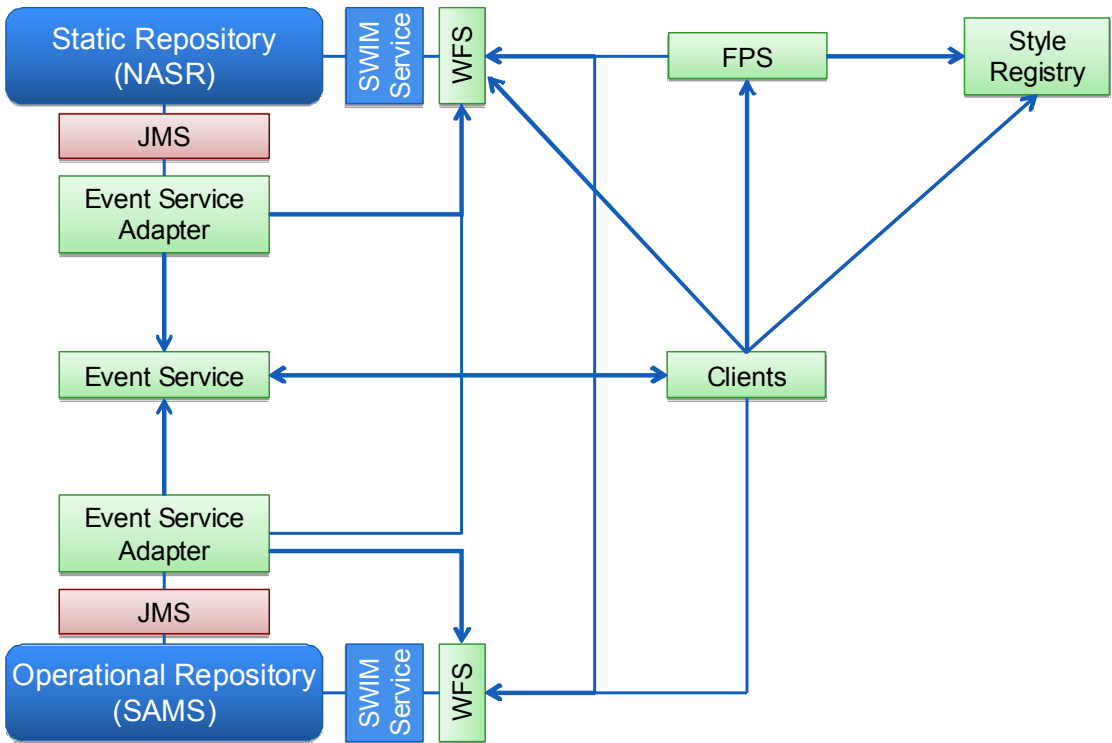 Static Repository
(NASR)
SWIM
Service
WFS
FPS
Style
Registry
JMS
Event Service
Adapter
Event Service
Clients
Event Service
Adapter
JMS
Operational Repository
(SAMS)
SWIM
Service
WFS